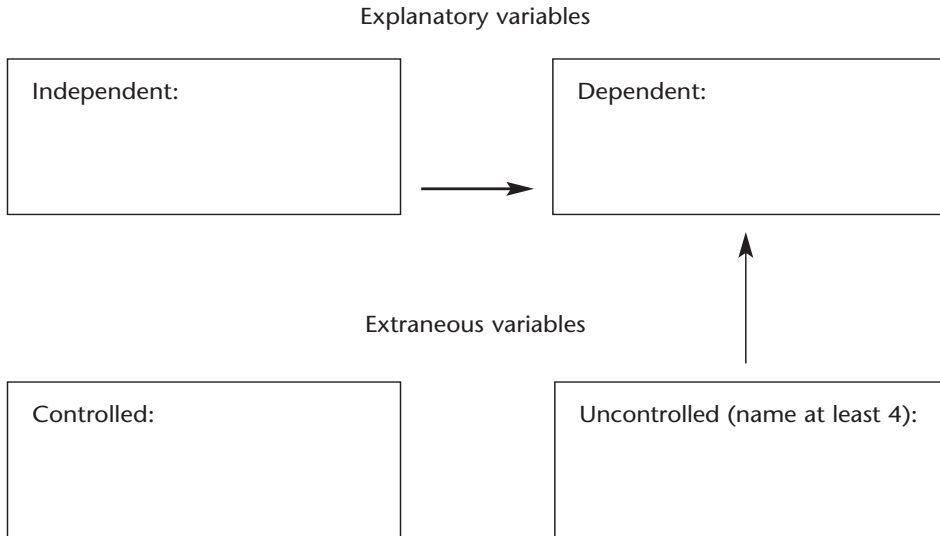 Explanatory variables
Independent:
Dependent:
Extraneous variables
Controlled:
Uncontrolled (name at least 4):